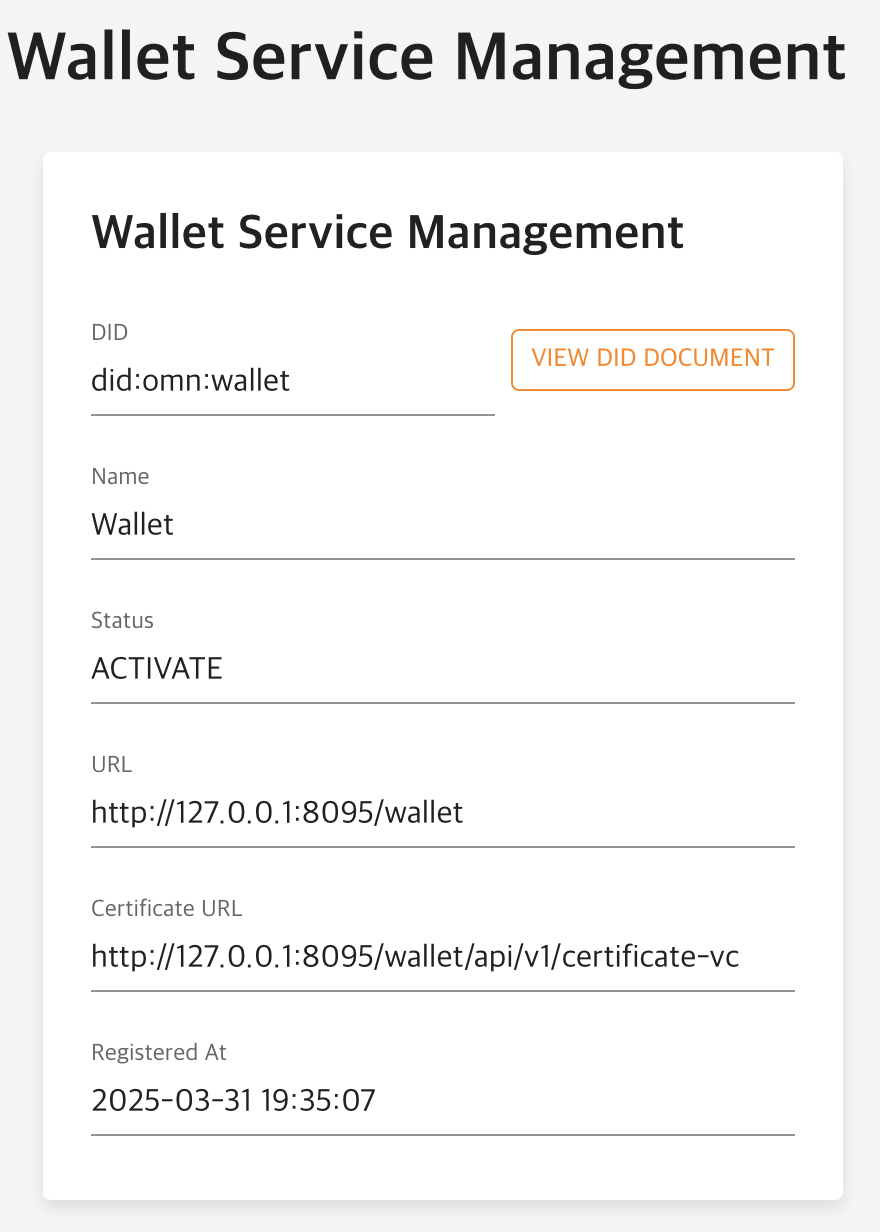 Wallet Service Management
Wallet Service Management
DID
did:omn:wallet
VIEW DID DOCUMENT
Name
Wallet
Status
ACTIVATE
URL
http://127.0.0.1:8095/wallet
Certificate URL
http://127.0.0.1:8095/wallet/api/v1/certificate-vc
Registered At
2025-03-31 19:35:07